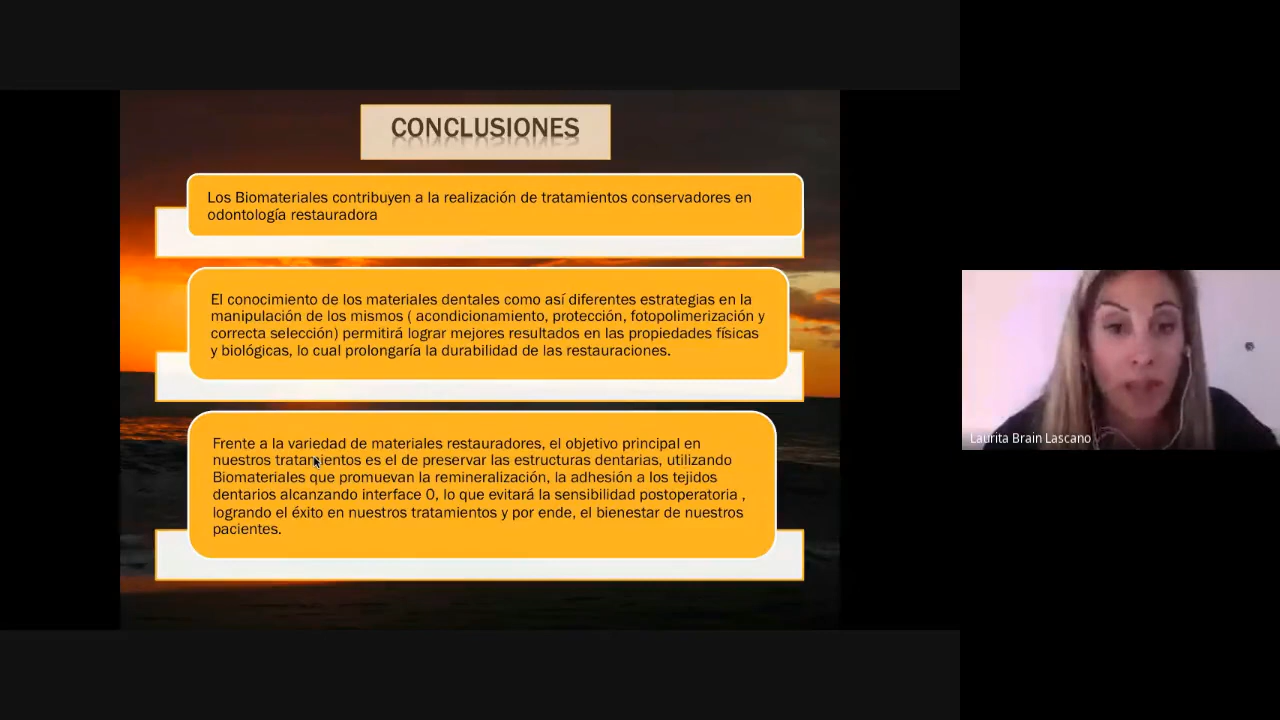 CONCLUSIONES
Los Biomateriales contribuyen a la realización de tratamientos conservadores en
odontología restauradora
El conocimiento de los materiales dentales como así diferentes estrategias en la
manipulación de los mismos ( acondicionamiento, protección, fotopolimerización y
correcta selección) permitirá lograr mejores resultados en las propiedades físicas
y biológicas, lo cual prolongaría la durabilidad de las restauraciones.
Frente a la variedad de materiales restauradores, el objetivo principal en
nuestros tratamientos es el de preservar las estructuras dentarias, utilizando
Biomateriales que promuevan la remineralización, la adhesión a los tejidos
dentarios alcanzando interface 0, lo que evitará la sensibilidad postoperatoria ,
logrando el éxito en nuestros tratamientos y por ende, el bienestar de nuestros
pacientes.
Laurita Brain Lascano